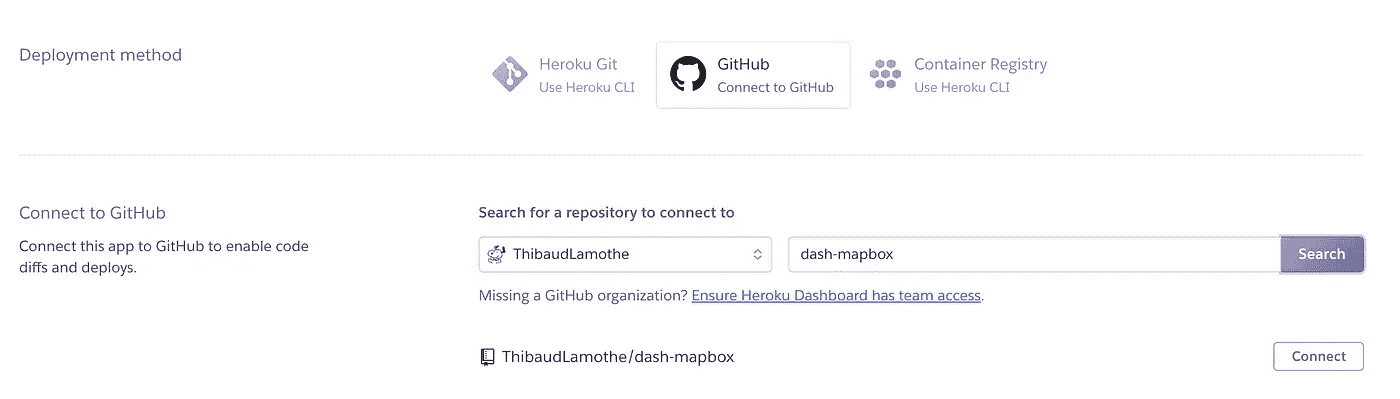 Deployment method
Heroku Git
Use Heroku CLI
GitHub
Connect to GitHub
Container Registry
Use Heroku CLI
Connect to GitHub
Connect this app to GitHub to enable code
diffs and deploys.
Search for a repository to connect to
ThibaudLamothe
dash-mapbox
Search
Missing a GitHub organization? Ensure Heroku Dashboard has team access.
ThibaudLamothe/dash-mapbox
Connect